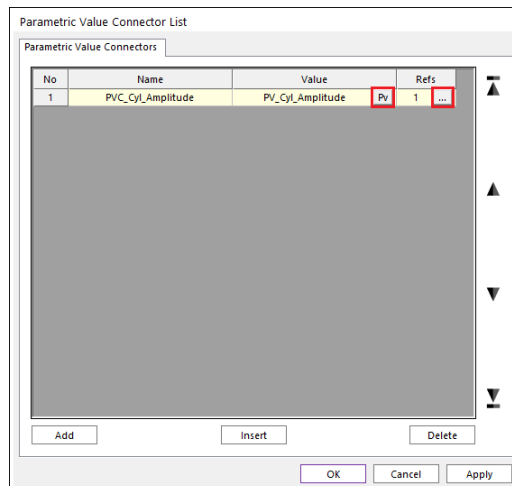 Parametric Value Connector List
Parametric Value Connectors
No Name Value Refs
1 PVC_Cyl_Amplitude PV_Cyl_Amplitude Pv 1 ...
Add Insert Delete
OK Cancel Apply